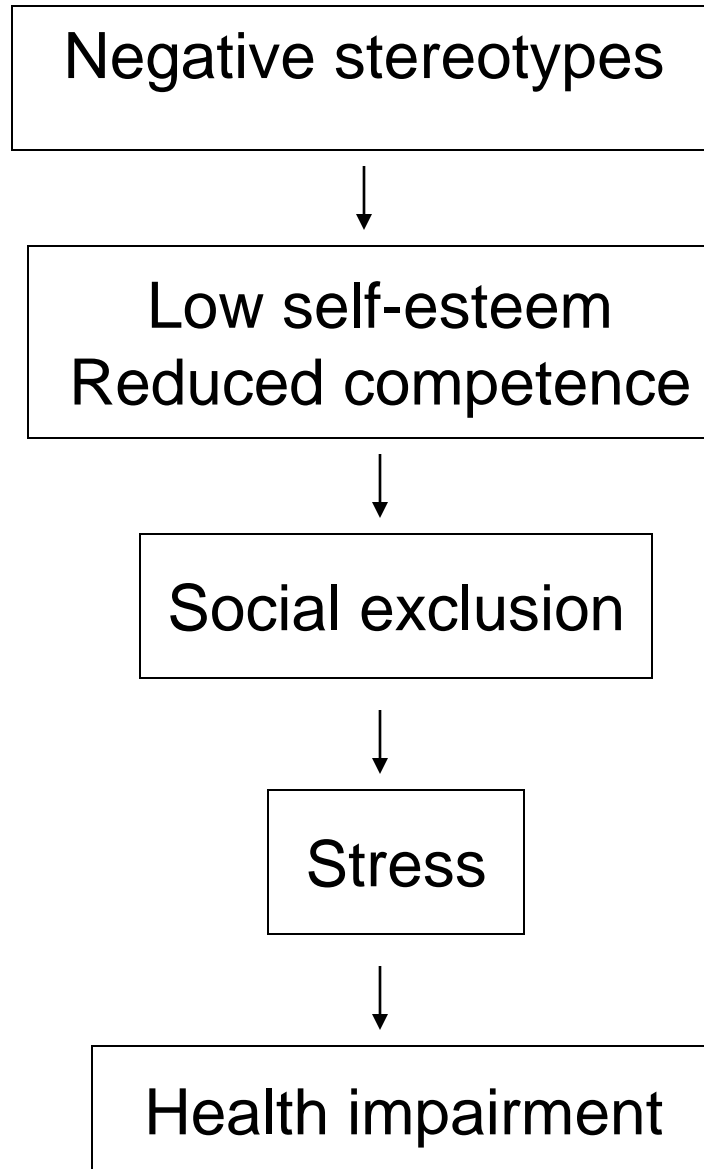 Negative stereotypes
Low self-esteem
Reduced competence
Social exclusion
Stress
Health impairment